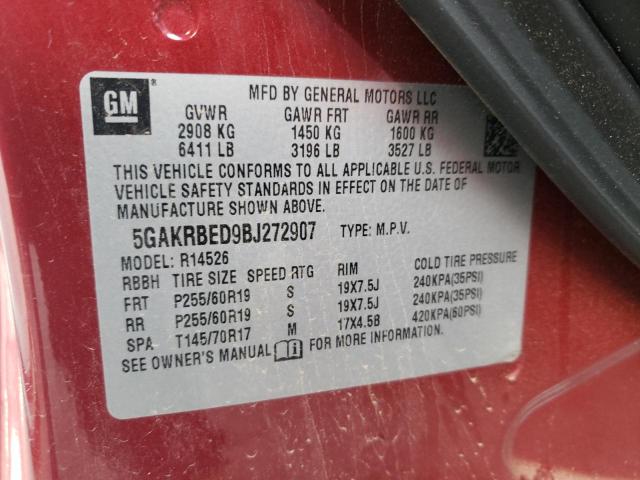 GM
MFD BY GENERAL MOTORS LLC
GVWR GAWR FRT GAWR RR
2908 KG 1450 KG 1600 KG
6411 LB 3196 LB 3527 LB
THIS VEHICLE CONFORMS TO ALL APPLICABLE U.S. FEDERAL MOTOR
VEHICLE SAFETY STANDARDS IN EFFECT ON THE DATE OF
MANUFACTURE SHOWN ABOVE.
5GAKRBED9BJ272907 TYPE: M.P.V.
MODEL: R14526
RBBH TIRE SIZE SPEED RTG RIM COLD TIRE PRESSURE
FRT P255/60R19 S 19X7.5J 240KPA(35PSI)
RR P255/60R19 S 19X7.5J 240KPA(35PSI)
SPA T145/70R17 M 17X4.5B 420KPA(60PSI)
SEE OWNER'S MANUAL FOR MORE INFORMATION.